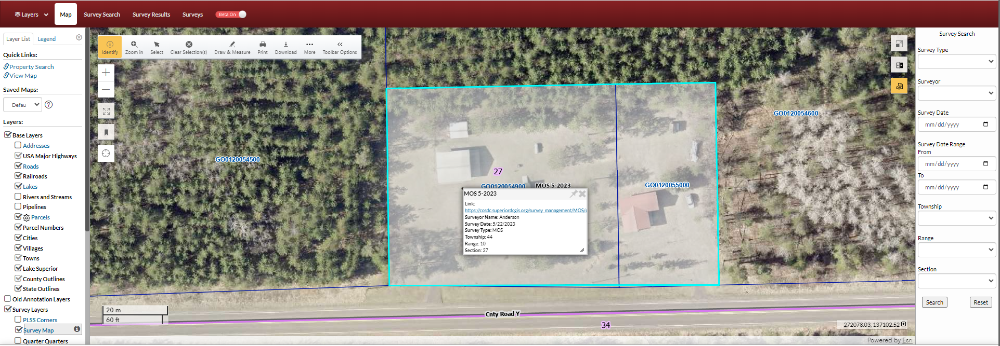 Layers
Map
Survey Search
Survey Results
Surveys
Beta On
Layer List
Legend
Quick Links:
Property Search
View Map
Saved Maps:
Defau
?
Layers:
Base Layers
Addresses
USA Major Highways
Roads
Railroads
Lakes
Rivers and Streams
Pipelines
Parcels
Parcel Numbers
Cities
Villages
Towns
Lake Superior
County Outlines
State Outlines
Old Annotation Layers
Survey Layers
PLSS Corners
Survey Map
Quarter Quarters
Identify
Zoom in
Select
Clear Selection(s)
Draw & Measure
Print
Download
More
Toolbar Options
GO0120054500
GO0120054600
27
GO0120054900
MOS 5-2023
GO0120055000
MOS 5-2023
Link:
https://cosdc.superiordcgis.org/survey_management/MOS/
Surveyor Name: Anderson
Survey Date: 5/22/2023
Survey Type: MOS
Township: 44
Range: 10
Section: 27
20 m
60 ft
Cnty Road Y
34
272078.03, 137102.52
Powered by Esri
Survey Search
Survey Type
Surveyor
Survey Date
mm/dd/yyyy
Survey Date Range
From
mm/dd/yyyy
To
mm/dd/yyyy
Township
Range
Section
Search
Reset